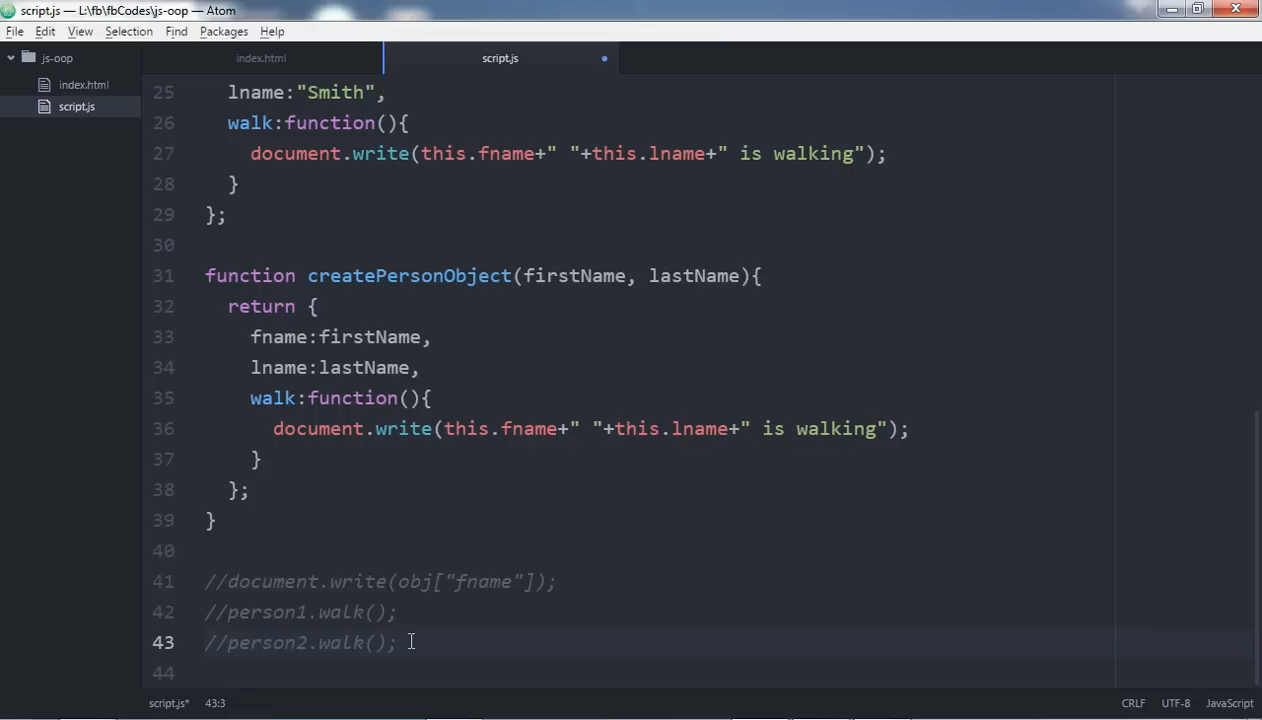 script.js — L:\fb\fbCodes\js-oop — Atom
File Edit View Selection Find Packages Help
js-oop
index.html
script.js
index.html
script.js
25 lname:"Smith",
26 walk:function(){
27 document.write(this.fname+" "+this.lname+" is walking");
28 }
29 };
30
31 function createPersonObject(firstName, lastName){
32 return {
33 fname:firstName,
34 lname:lastName,
35 walk:function(){
36 document.write(this.fname+" "+this.lname+" is walking");
37 }
38 };
39 }
40
41 //document.write(obj["fname"]);
42 //person1.walk();
43 //person2.walk();
44
script.js* 43:3 CRLF UTF-8 JavaScript